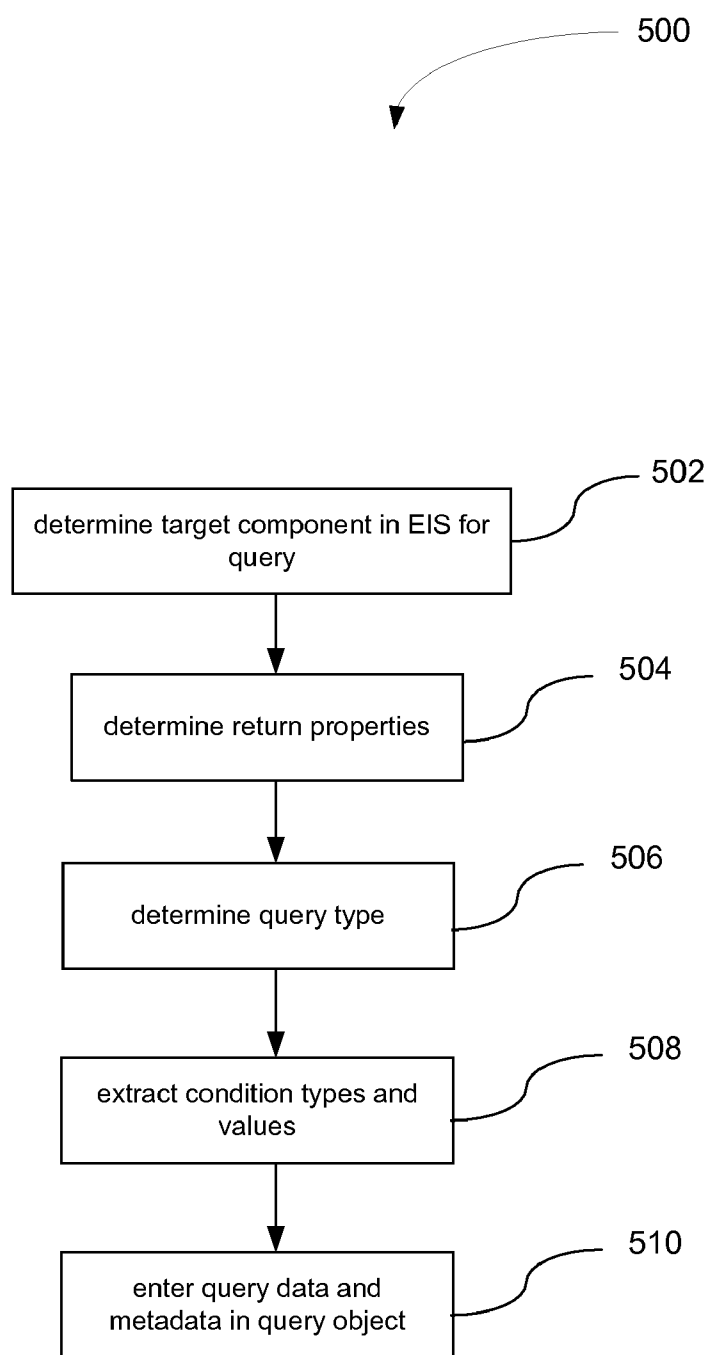 500
502
determine target component in EIS for
query
504
determine return properties
506
determine query type
508
extract condition types and
values
510
enter query data and
metadata in query object